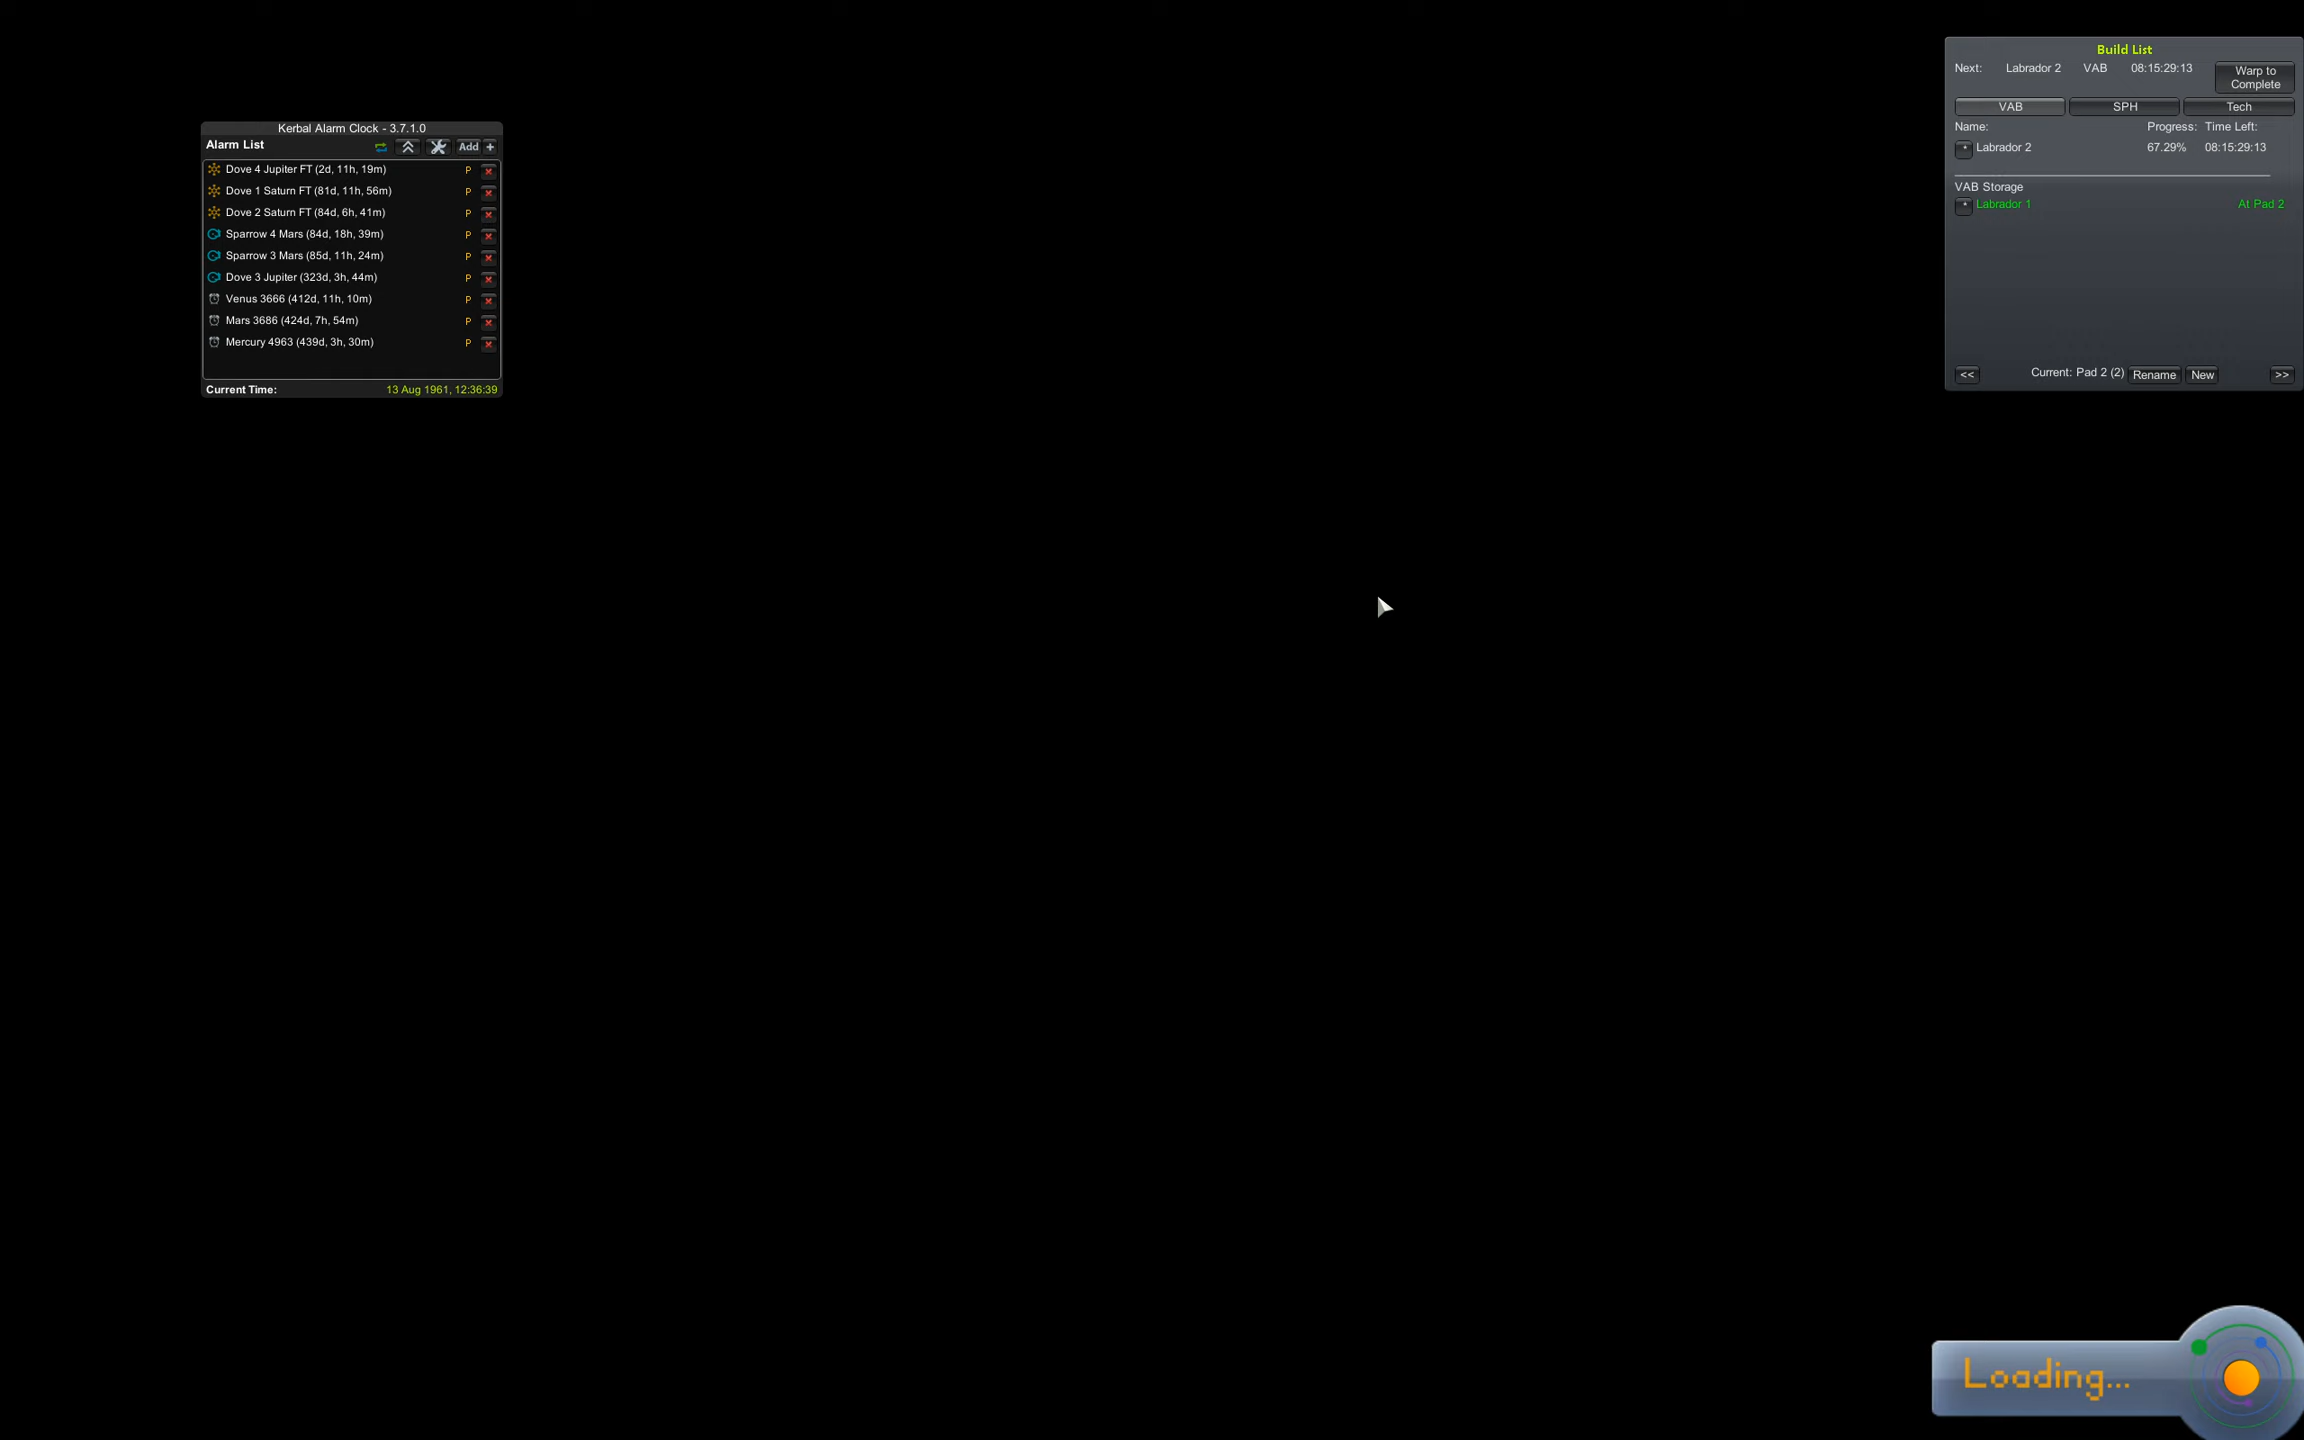 Kerbal Alarm Clock - 3.7.1.0
Alarm List Add +
Dove 4 Jupiter FT (2d, 11h, 19m) P
Dove 1 Saturn FT (81d, 11h, 56m) P
Dove 2 Saturn FT (84d, 6h, 41m) P
Sparrow 4 Mars (84d, 18h, 39m) P
Sparrow 3 Mars (85d, 11h, 24m) P
Dove 3 Jupiter (323d, 3h, 44m) P
Venus 3666 (412d, 11h, 10m) P
Mars 3686 (424d, 7h, 54m) P
Mercury 4963 (439d, 3h, 30m) P
Current Time: 13 Aug 1961, 12:36:39
Build List
Next: Labrador 2 VAB 08:15:29:13 Warp to
Complete
VAB SPH Tech
Name: Progress: Time Left:
* Labrador 2 67.29% 08:15:29:13
VAB Storage
* Labrador 1 At Pad 2
<< Current: Pad 2 (2) Rename New >>
Loading...